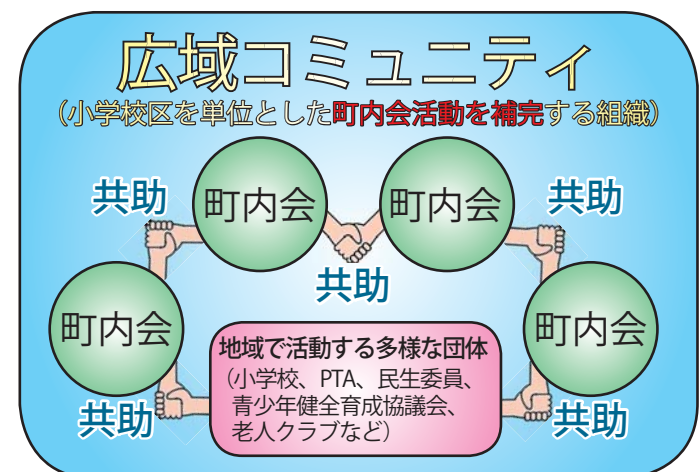 広域コミュニティ
（小学校区を単位とした町内会活動を補完する組織）
共助
町内会
町内会
共助
共助
町内会
町内会
地域で活動する多様な団体
（小学校、PTA、民生委員、
青少年健全育成協議会、
老人クラブなど）
共助
共助